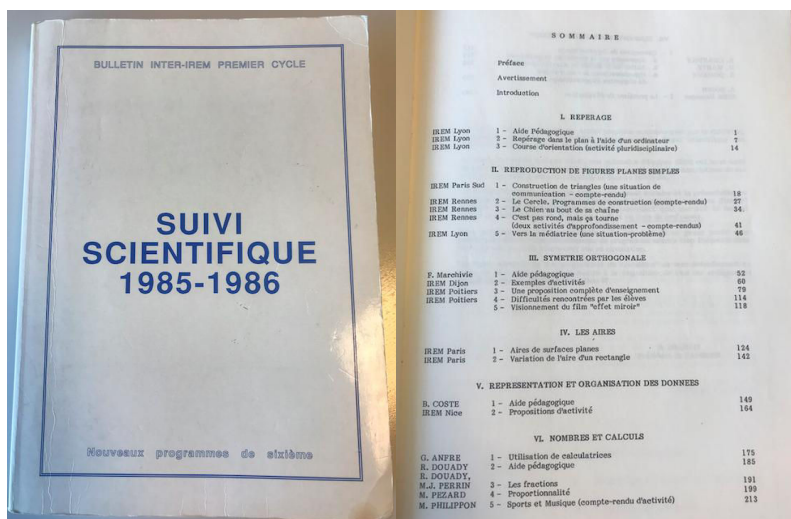 BULLETIN INTER-IREM PREMIER CYCLE
SUIVI
SCIENTIFIQUE
1985-1986
Nouveaux programmes de sixième
SOMMAIRE
Préface
Avertissement
Introduction
I. REPERAGE
IREM Lyon 1 - Aide Pédagogique 1
IREM Lyon 2 - Repérage dans le plan à l'aide d'un ordinateur 7
IREM Lyon 3 - Course d'orientation (activité pluridisciplinaire) 14
II. REPRODUCTION DE FIGURES PLANES SIMPLES
IREM Paris Sud 1 - Construction de triangles (une situation de
communication - compte-rendu) 18
IREM Rennes 2 - Le Cercle. Programmes de construction (compte-rendu) 27
IREM Rennes 3 - Le Chien au bout de sa chaîne 34
IREM Rennes 4 - C'est pas rond, mais ça tourne
(deux activités d'approfondissement - compte-rendus) 41
IREM Lyon 5 - Vers la médiatrice (une situation-problème) 46
III. SYMETRIE ORTHOGONALE
F. Marchivie 1 - Aide pédagogique 52
IREM Dijon 2 - Exemples d'activités 60
IREM Poitiers 3 - Une proposition complète d'enseignement 79
IREM Poitiers 4 - Difficultés rencontrées par les élèves 114
5 - Visionnement du film "effet miroir" 118
IV. LES AIRES
IREM Paris 1 - Aires de surfaces planes 124
IREM Paris 2 - Variation de l'aire d'un rectangle 142
V. REPRESENTATION ET ORGANISATION DES DONNEES
B. COSTE 1 - Aide pédagogique 149
IREM Nice 2 - Propositions d'activité 164
VI. NOMBRES ET CALCULS
G. ANFRE 1 - Utilisation de calculatrices 175
R. DOUADY 2 - Aide pédagogique 185
R. DOUADY,
M.J. PERRIN 3 - Les fractions 191
M. PEZARD 4 - Proportionnalité 199
M. PHILIPPON 5 - Sports et Musique (compte-rendu d'activité) 213